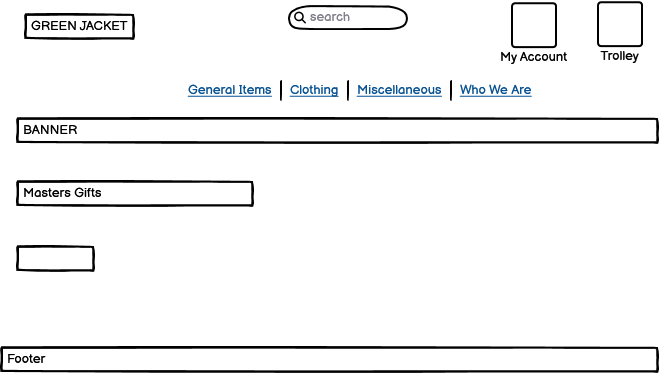 GREEN JACKET
search
My Account
Trolley
General Items | Clothing | Miscellaneous | Who We Are
BANNER
Masters Gifts
Footer